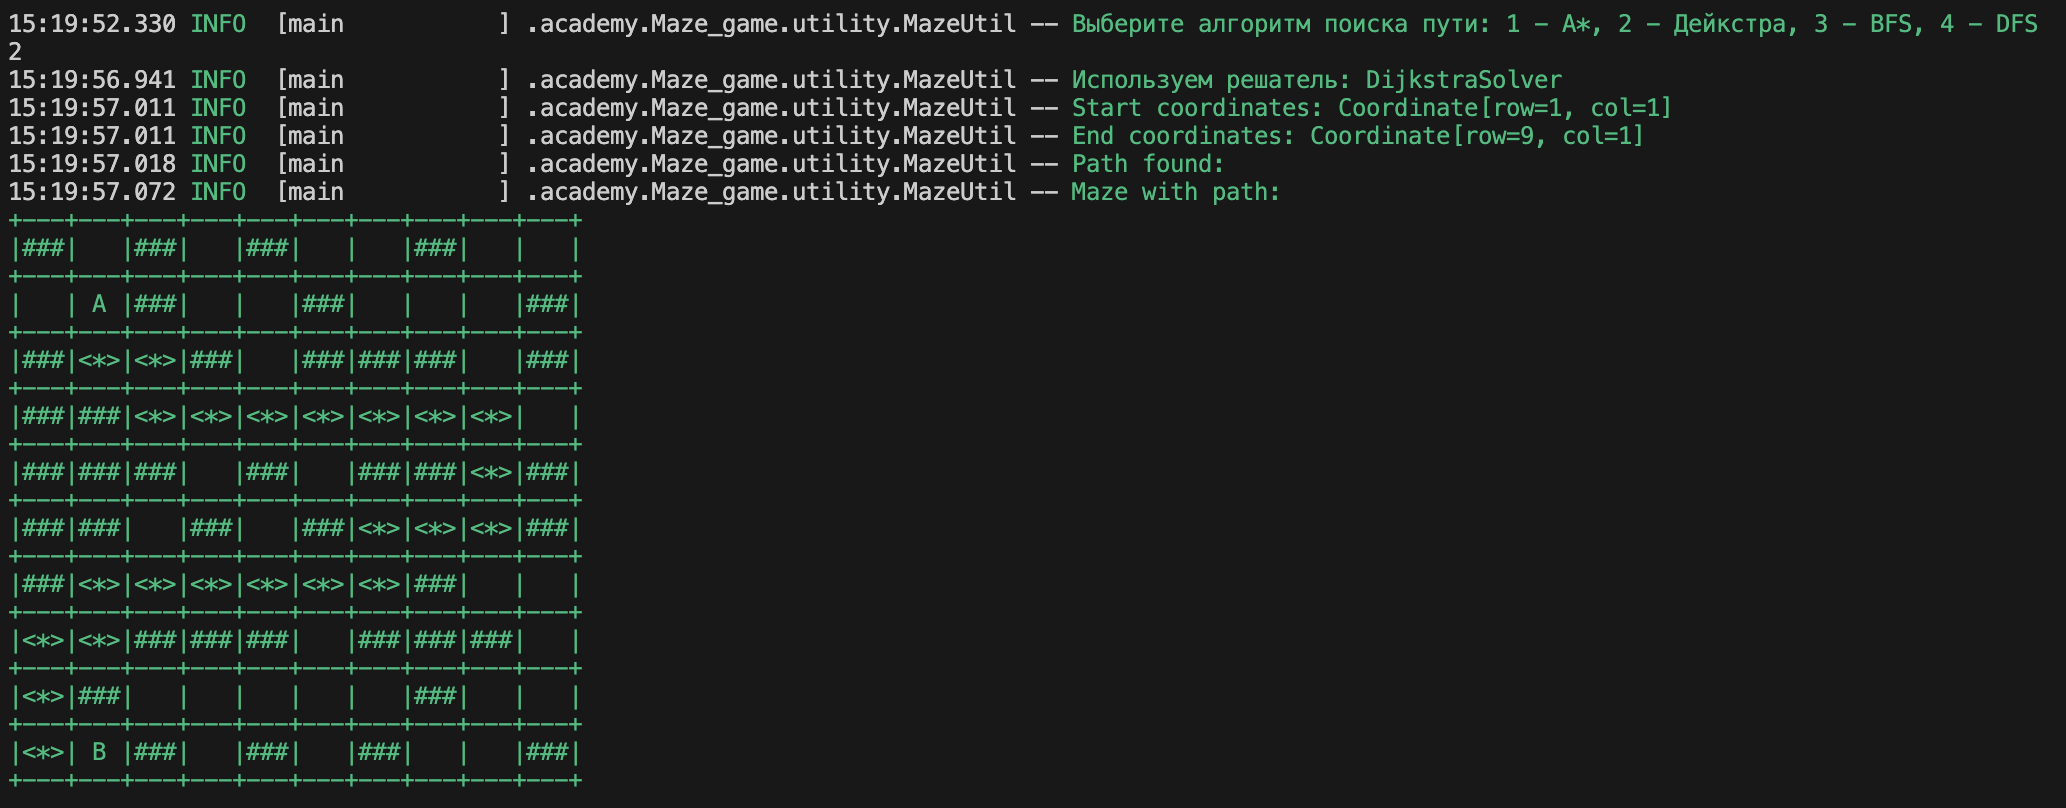 15:19:52.330 INFO  [main           ] .academy.Maze_game.utility.MazeUtil -- Выберите алгоритм поиска пути: 1 - A*, 2 - Дейкстра, 3 - BFS, 4 - DFS
2
15:19:56.941 INFO  [main           ] .academy.Maze_game.utility.MazeUtil -- Используем решатель: DijkstraSolver
15:19:57.011 INFO  [main           ] .academy.Maze_game.utility.MazeUtil -- Start coordinates: Coordinate[row=1, col=1]
15:19:57.011 INFO  [main           ] .academy.Maze_game.utility.MazeUtil -- End coordinates: Coordinate[row=9, col=1]
15:19:57.018 INFO  [main           ] .academy.Maze_game.utility.MazeUtil -- Path found:
15:19:57.072 INFO  [main           ] .academy.Maze_game.utility.MazeUtil -- Maze with path:
+---+---+---+---+---+---+---+---+---+---+
|###|   |###|   |###|   |   |###|   |   |
+---+---+---+---+---+---+---+---+---+---+
|   | A |###|   |   |###|   |   |   |###|
+---+---+---+---+---+---+---+---+---+---+
|###|<*>|<*>|###|   |###|###|###|   |###|
+---+---+---+---+---+---+---+---+---+---+
|###|###|<*>|<*>|<*>|<*>|<*>|<*>|<*>|   |
+---+---+---+---+---+---+---+---+---+---+
|###|###|###|   |###|   |###|###|<*>|###|
+---+---+---+---+---+---+---+---+---+---+
|###|###|   |###|   |###|<*>|<*>|<*>|###|
+---+---+---+---+---+---+---+---+---+---+
|###|<*>|<*>|<*>|<*>|<*>|<*>|###|   |   |
+---+---+---+---+---+---+---+---+---+---+
|<*>|<*>|###|###|###|   |###|###|###|   |
+---+---+---+---+---+---+---+---+---+---+
|<*>|###|   |   |   |   |   |###|   |   |
+---+---+---+---+---+---+---+---+---+---+
|<*>| B |###|   |###|   |###|   |   |###|
+---+---+---+---+---+---+---+---+---+---+